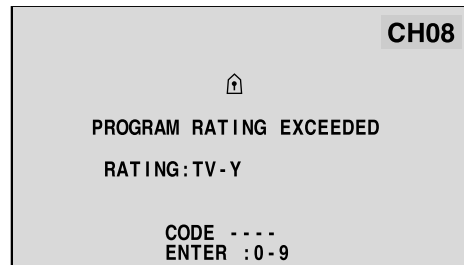 CH08
PROGRAM RATING EXCEEDED
RATING:TV-Y
CODE ----
ENTER :0-9